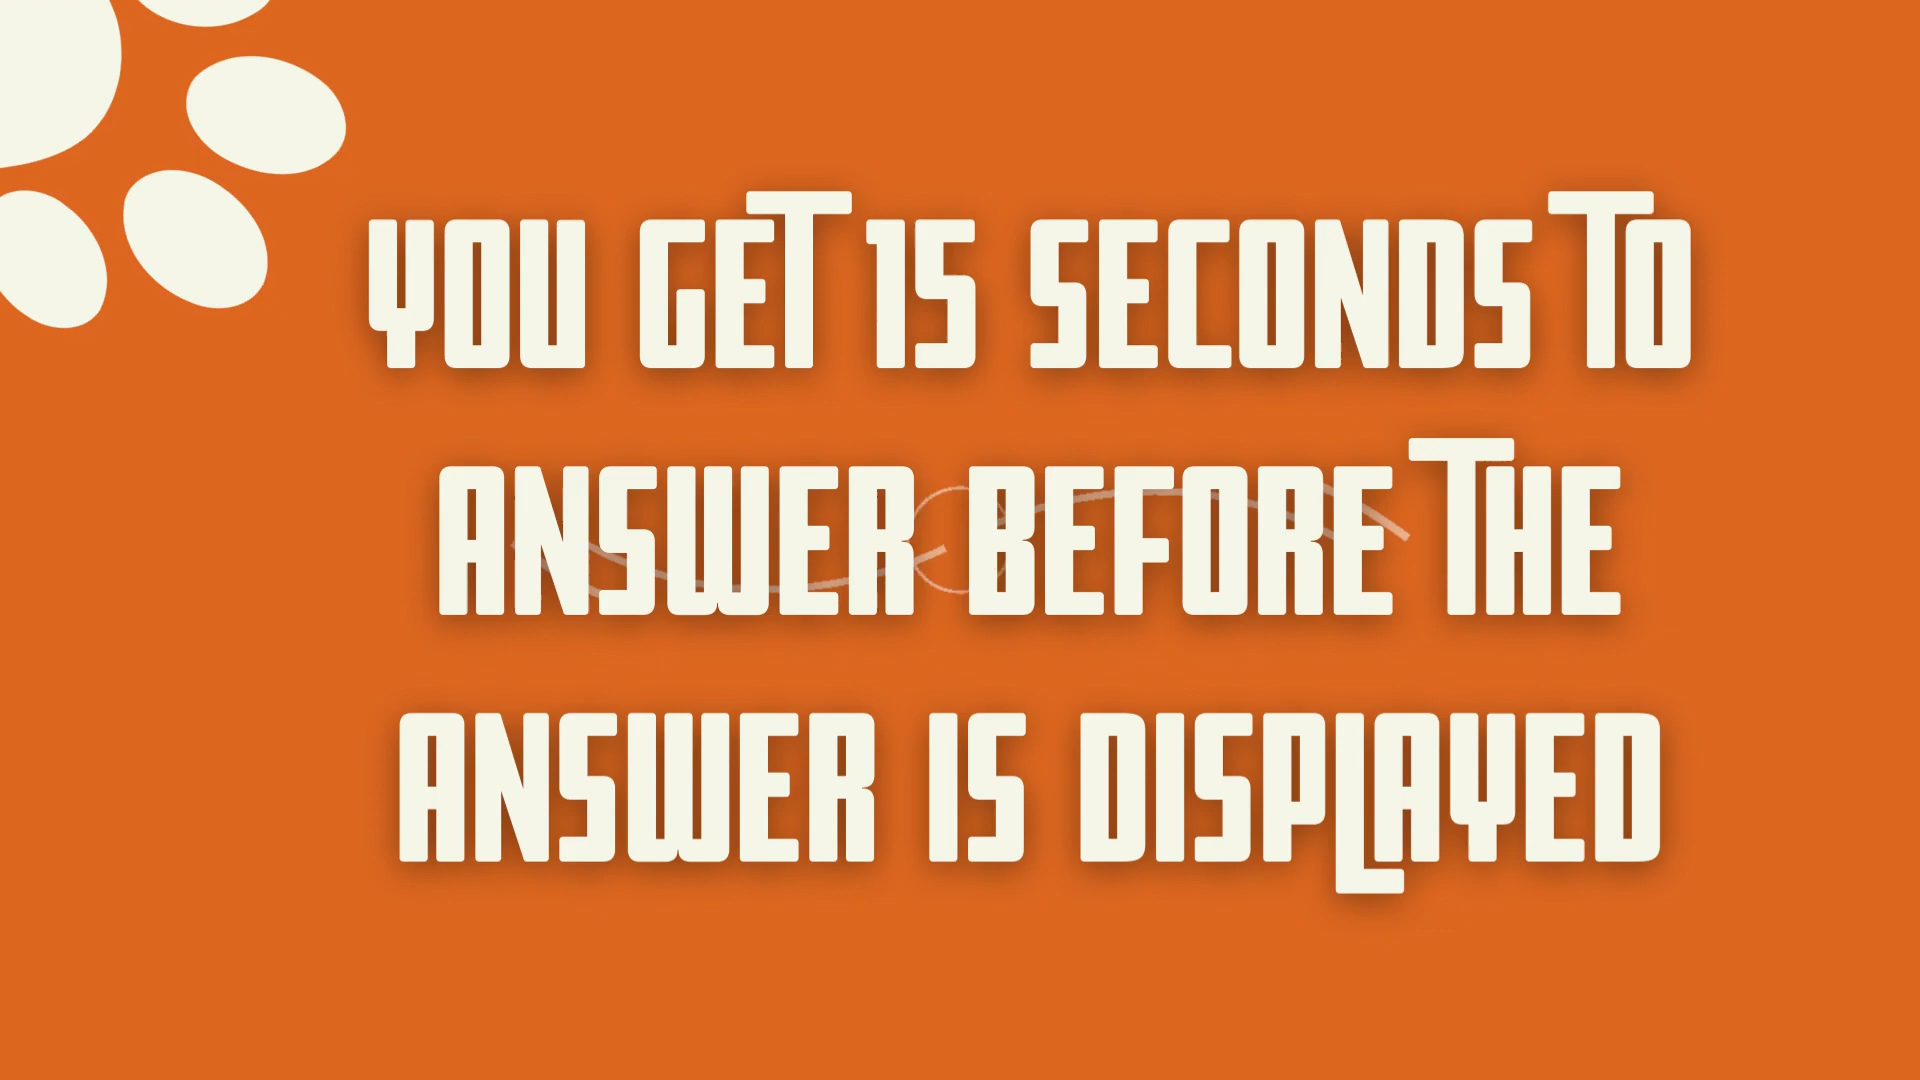 YOU GET 15 SECONDS TO
ANSWER BEFORE THE
ANSWER IS DISPLAYED